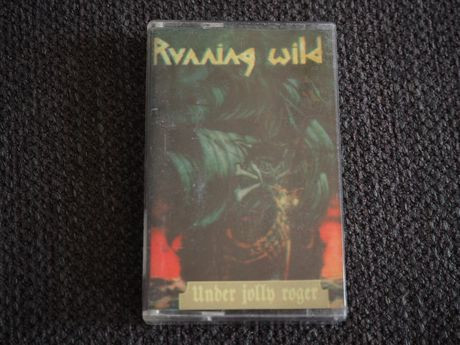 Running wild
Under jolly roger